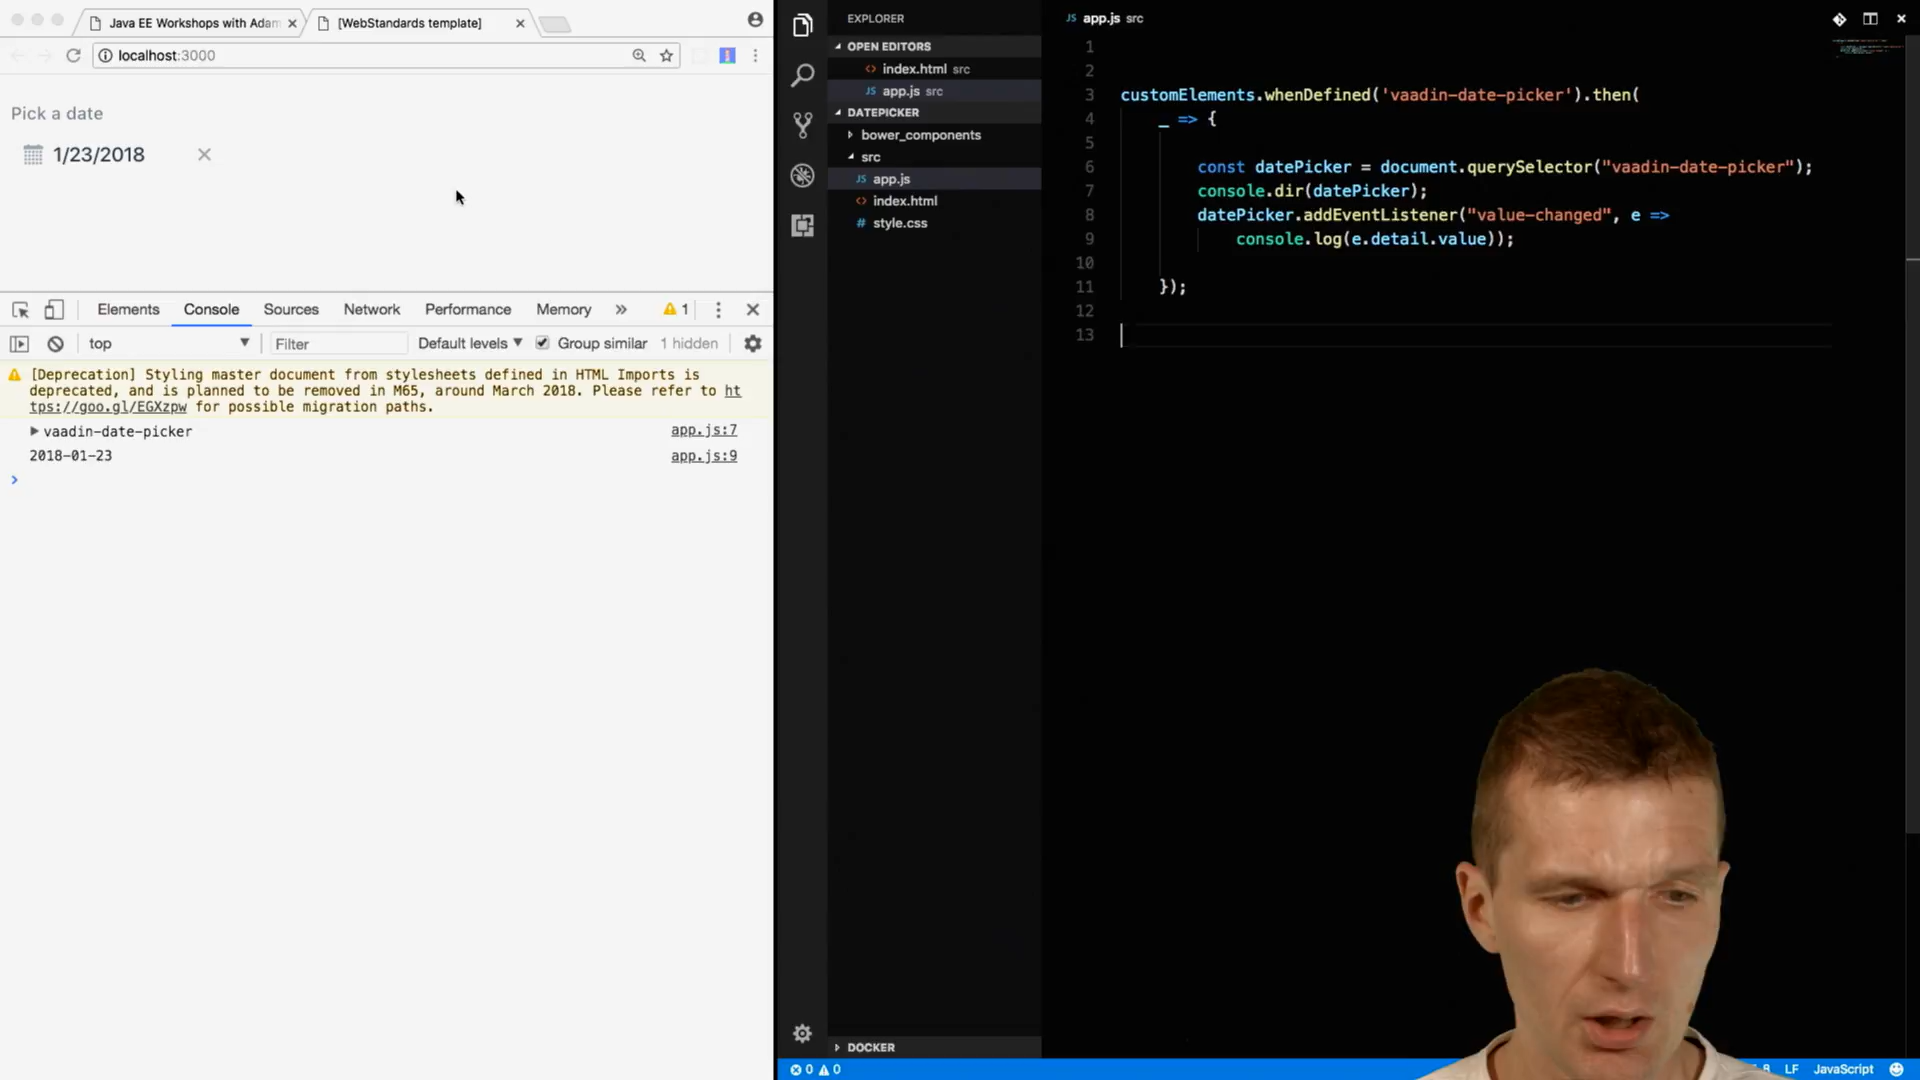 Java EE Workshops with Adam
[WebStandards template]
localhost:3000
Pick a date
1/23/2018
Elements Console Sources Network Performance Memory » 1
top Filter Default levels Group similar 1 hidden
[Deprecation] Styling master document from stylesheets defined in HTML Imports is
deprecated, and is planned to be removed in M65, around March 2018. Please refer to ht
tps://goo.gl/EGXzpw for possible migration paths.
vaadin-date-picker app.js:7
2018-01-23 app.js:9
EXPLORER
OPEN EDITORS
<> index.html src
JS app.js src
DATEPICKER
bower_components
src
JS app.js
<> index.html
# style.css
DOCKER
JS app.js src
1
2
3 customElements.whenDefined('vaadin-date-picker').then(
4 _ => {
5
6 const datePicker = document.querySelector("vaadin-date-picker");
7 console.dir(datePicker);
8 datePicker.addEventListener("value-changed", e =>
9 console.log(e.detail.value));
10
11 });
12
13
0 0
LF JavaScript